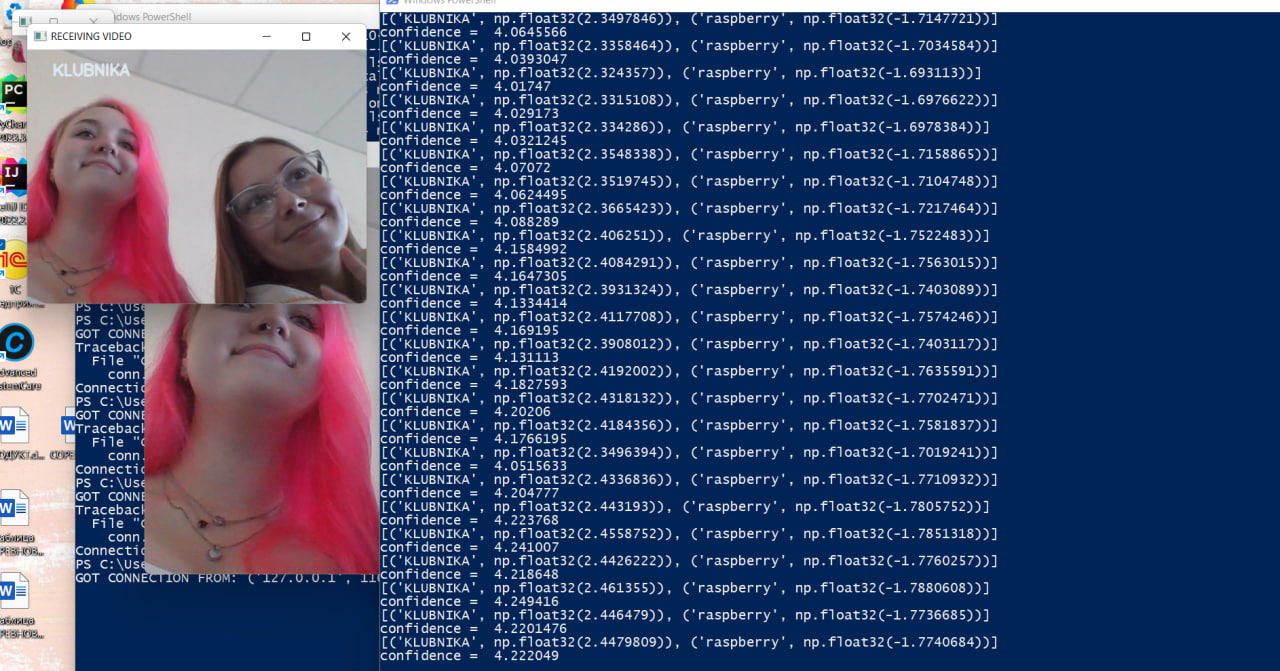 Windows PowerShell
RECEIVING VIDEO
KLUBNIKA
PC
IJ
1C
Advanced
SystemCare
PS C:\Use
PS C:\Use
GOT CONNE
Traceback
File "C
conn.
Connectio
PS C:\Use
GOT CONNE
Traceback
File "C
conn.
Connectio
PS C:\Use
GOT CONNE
Traceback
File "C
conn.
Connectio
PS C:\Use
GOT CONNECTION FROM: ('127.0.0.1', 11
Windows PowerShell
[('KLUBNIKA', np.float32(2.3497846)), ('raspberry', np.float32(-1.7147721))]
confidence = 4.0645566
[('KLUBNIKA', np.float32(2.3358464)), ('raspberry', np.float32(-1.7034584))]
confidence = 4.0393047
[('KLUBNIKA', np.float32(2.324357)), ('raspberry', np.float32(-1.693113))]
confidence = 4.01747
[('KLUBNIKA', np.float32(2.3315108)), ('raspberry', np.float32(-1.6976622))]
confidence = 4.029173
[('KLUBNIKA', np.float32(2.334286)), ('raspberry', np.float32(-1.6978384))]
confidence = 4.0321245
[('KLUBNIKA', np.float32(2.3548338)), ('raspberry', np.float32(-1.7158865))]
confidence = 4.07072
[('KLUBNIKA', np.float32(2.3519745)), ('raspberry', np.float32(-1.7104748))]
confidence = 4.0624495
[('KLUBNIKA', np.float32(2.3665423)), ('raspberry', np.float32(-1.7217464))]
confidence = 4.088289
[('KLUBNIKA', np.float32(2.406251)), ('raspberry', np.float32(-1.7522483))]
confidence = 4.1584992
[('KLUBNIKA', np.float32(2.4084291)), ('raspberry', np.float32(-1.7563015))]
confidence = 4.1647305
[('KLUBNIKA', np.float32(2.3931324)), ('raspberry', np.float32(-1.7403089))]
confidence = 4.1334414
[('KLUBNIKA', np.float32(2.4117708)), ('raspberry', np.float32(-1.7574246))]
confidence = 4.169195
[('KLUBNIKA', np.float32(2.3908012)), ('raspberry', np.float32(-1.7403117))]
confidence = 4.131113
[('KLUBNIKA', np.float32(2.4192002)), ('raspberry', np.float32(-1.7635591))]
confidence = 4.1827593
[('KLUBNIKA', np.float32(2.4318132)), ('raspberry', np.float32(-1.7702471))]
confidence = 4.20206
[('KLUBNIKA', np.float32(2.4184356)), ('raspberry', np.float32(-1.7581837))]
confidence = 4.1766195
[('KLUBNIKA', np.float32(2.3496394)), ('raspberry', np.float32(-1.7019241))]
confidence = 4.0515633
[('KLUBNIKA', np.float32(2.4336836)), ('raspberry', np.float32(-1.7710932))]
confidence = 4.204777
[('KLUBNIKA', np.float32(2.443193)), ('raspberry', np.float32(-1.7805752))]
confidence = 4.223768
[('KLUBNIKA', np.float32(2.4558752)), ('raspberry', np.float32(-1.7851318))]
confidence = 4.241007
[('KLUBNIKA', np.float32(2.4426222)), ('raspberry', np.float32(-1.7760257))]
confidence = 4.218648
[('KLUBNIKA', np.float32(2.461355)), ('raspberry', np.float32(-1.7880608))]
confidence = 4.249416
[('KLUBNIKA', np.float32(2.446479)), ('raspberry', np.float32(-1.7736685))]
confidence = 4.2201476
[('KLUBNIKA', np.float32(2.4479809)), ('raspberry', np.float32(-1.7740684))]
confidence = 4.222049